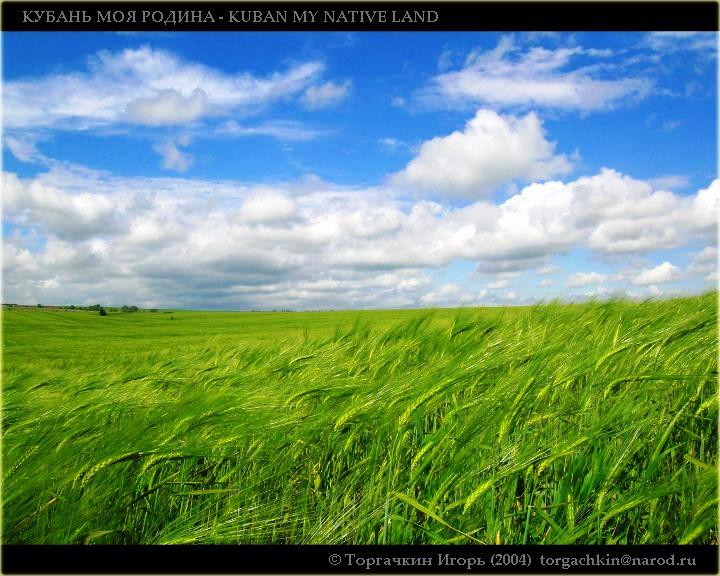 КУБАНЬ МОЯ РОДИНА - KUBAN MY NATIVE LAND
© Торгачкин Игорь (2004) torgachkin@narod.ru